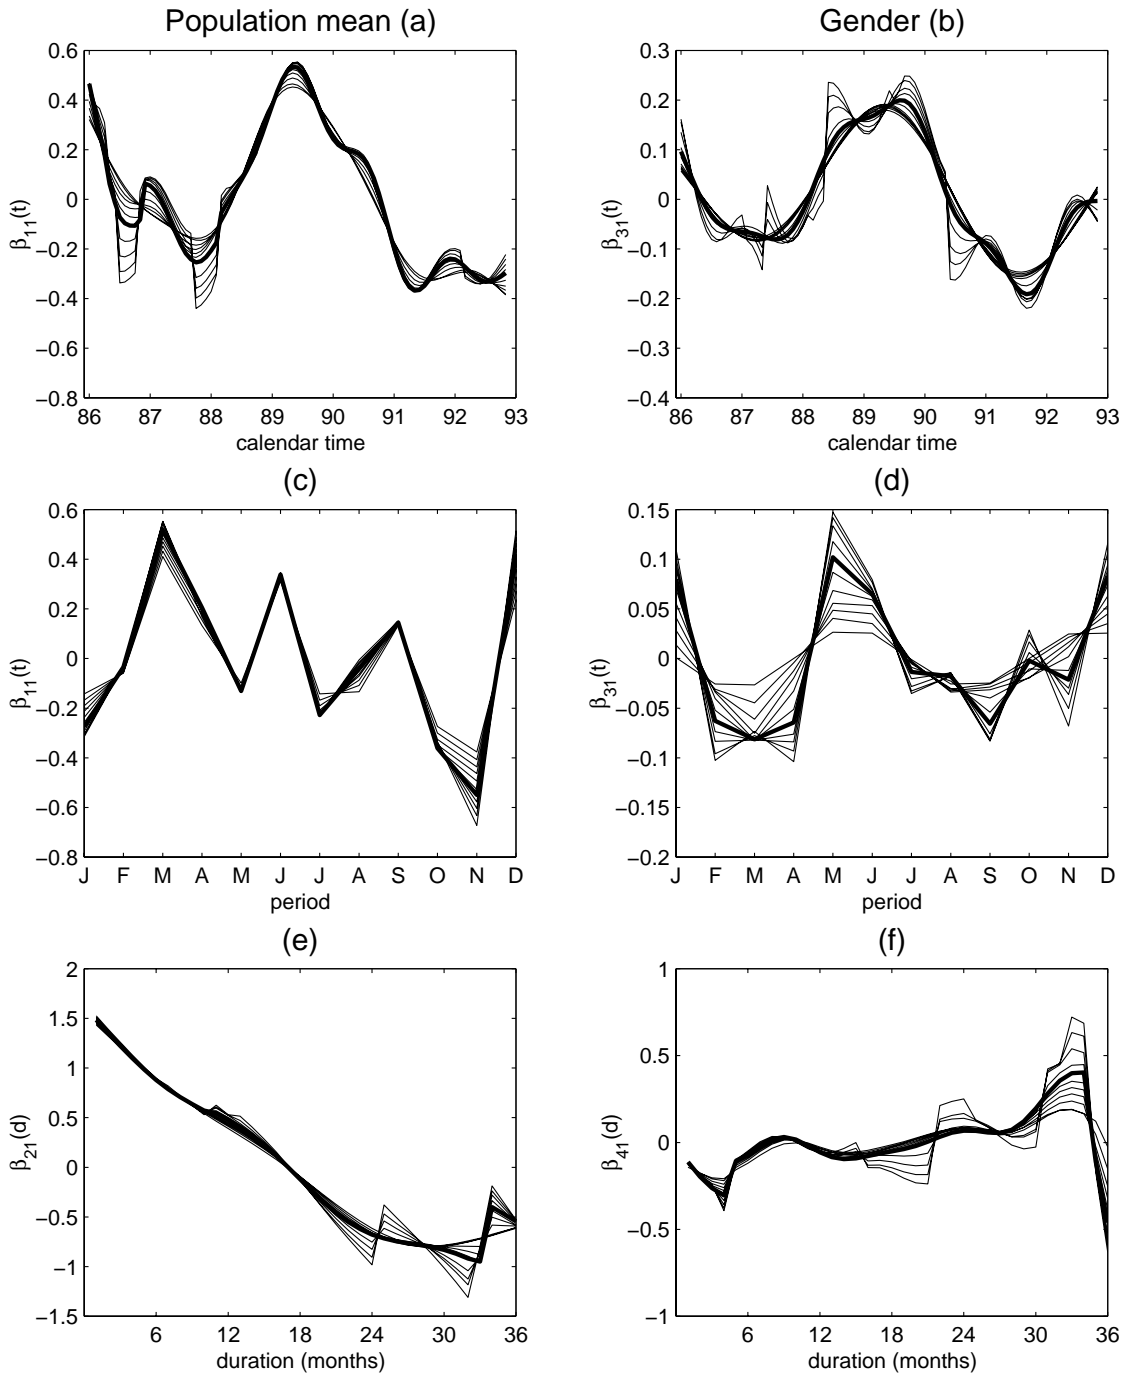 Population mean (a)
0.6
0.4
0.2
0
−0.2
−0.4
−0.6
−0.8
β11(t)
86 87 88 89 90 91 92 93
calendar time
Gender (b)
0.3
0.2
0.1
0
−0.1
−0.2
−0.3
−0.4
β31(t)
86 87 88 89 90 91 92 93
calendar time
(c)
0.6
0.4
0.2
0
−0.2
−0.4
−0.6
−0.8
β11(t)
J F M A M J J A S O N D
period
(d)
0.15
0.1
0.05
0
−0.05
−0.1
−0.15
−0.2
β31(t)
J F M A M J J A S O N D
period
(e)
2
1.5
1
0.5
0
−0.5
−1
−1.5
β21(d)
6 12 18 24 30 36
duration (months)
(f)
1
0.5
0
−0.5
−1
β41(d)
6 12 18 24 30 36
duration (months)